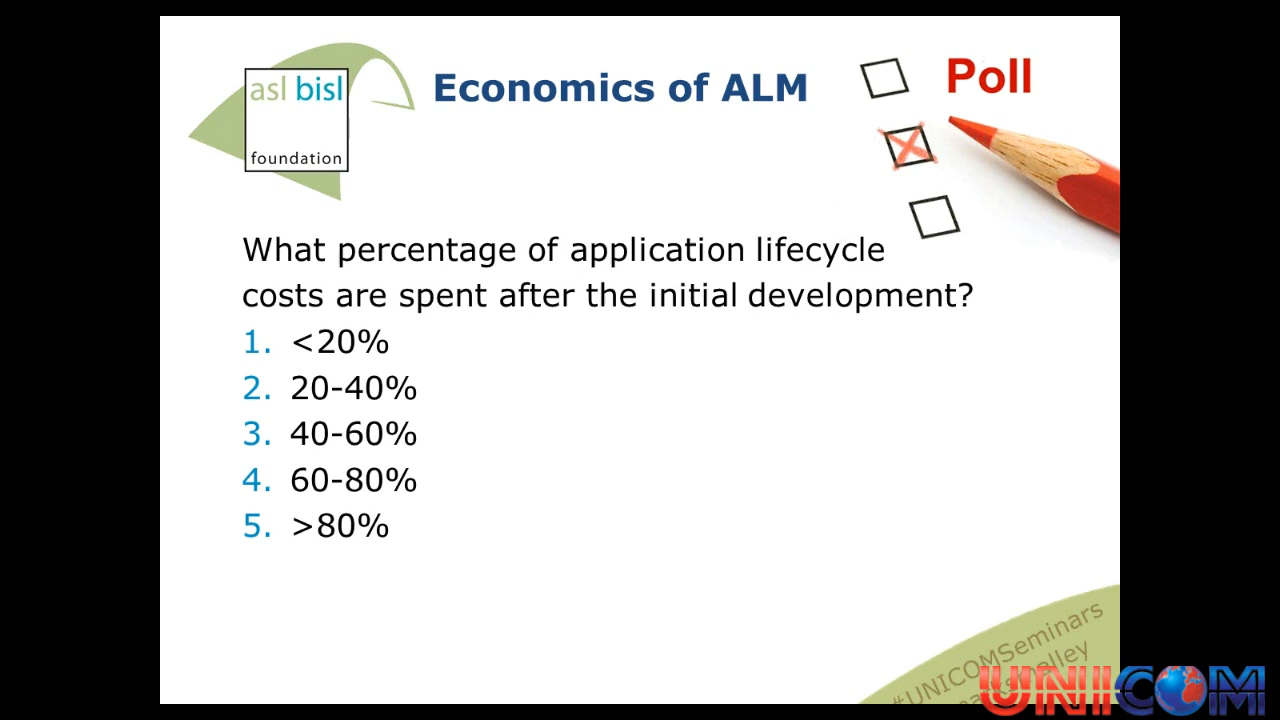 asl bisl
foundation
Economics of ALM
Poll
What percentage of application lifecycle
costs are spent after the initial development?
1. <20%
2. 20-40%
3. 40-60%
4. 60-80%
5. >80%
#UNICOMSeminars
UNICOM